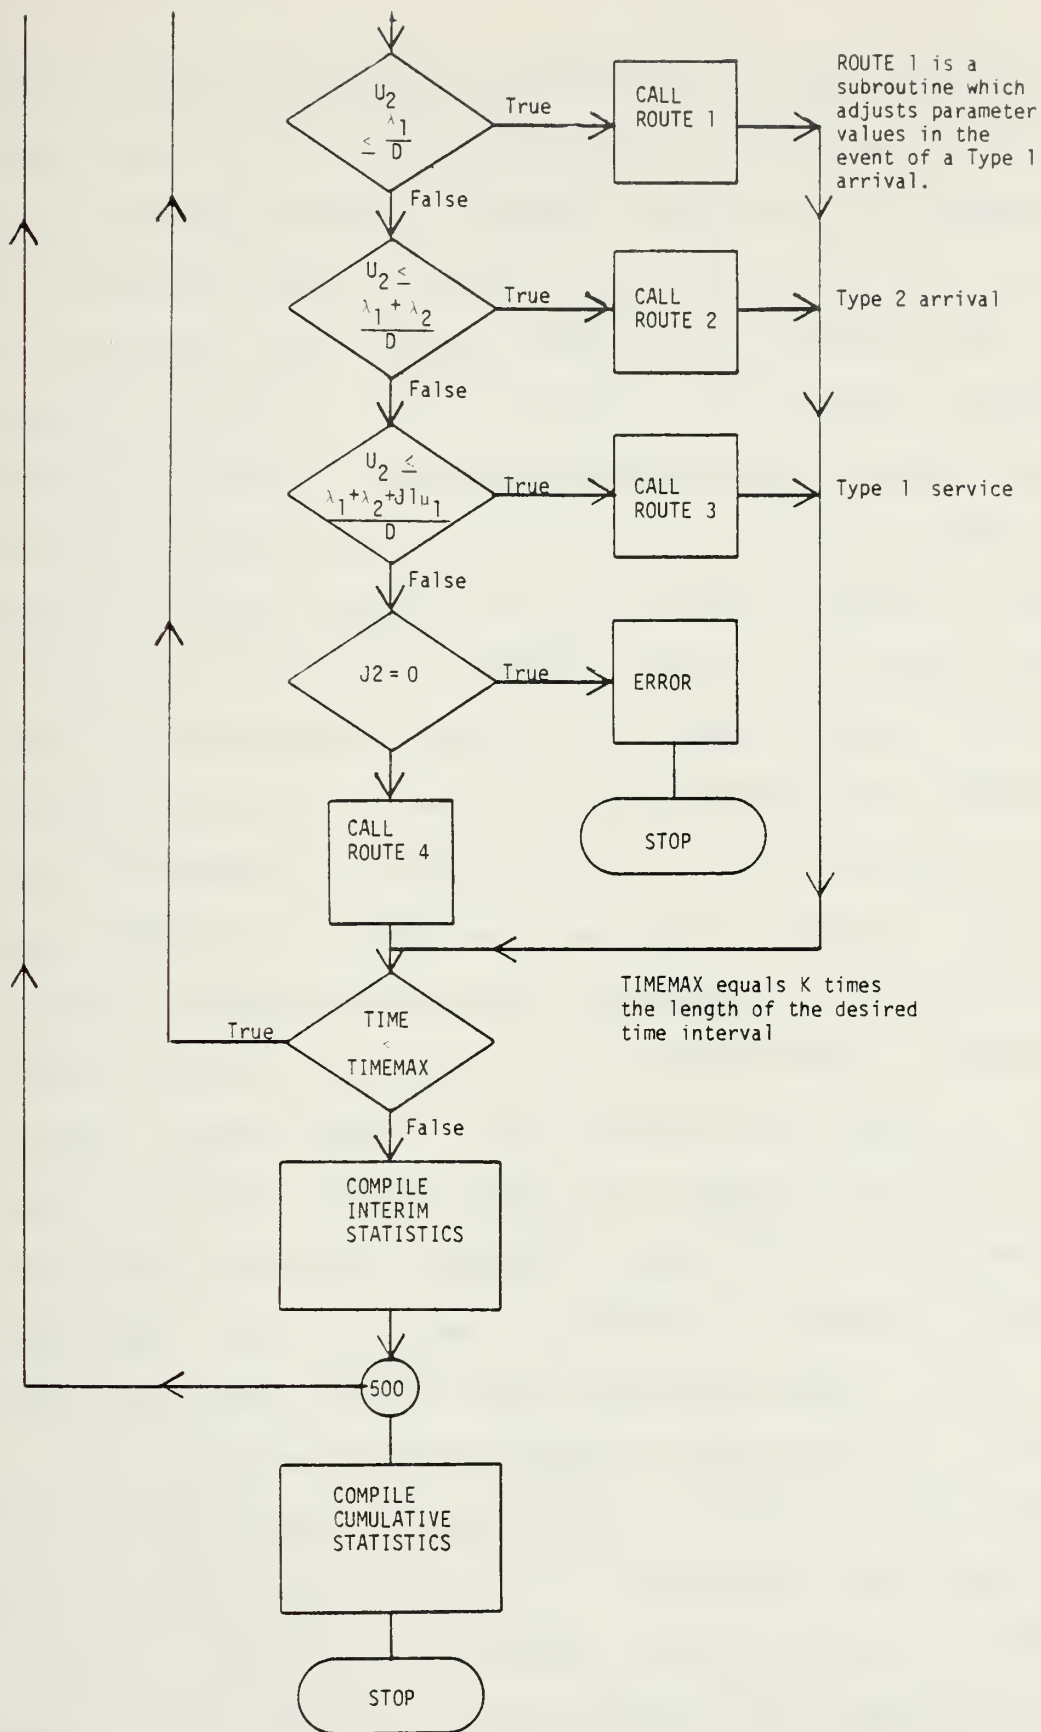 U2
≤ λ1
D
True
CALL
ROUTE 1
ROUTE 1 is a
subroutine which
adjusts parameter
values in the
event of a Type 1
arrival.
False
U2 ≤
λ1 + λ2
D
True
CALL
ROUTE 2
Type 2 arrival
False
U2 ≤
λ1+λ2+J1u1
D
True
CALL
ROUTE 3
Type 1 service
False
J2 = 0
True
ERROR
CALL
ROUTE 4
STOP
TIMEMAX equals K times
the length of the desired
time interval
True
TIME
<
TIMEMAX
False
COMPILE
INTERIM
STATISTICS
500
COMPILE
CUMULATIVE
STATISTICS
STOP